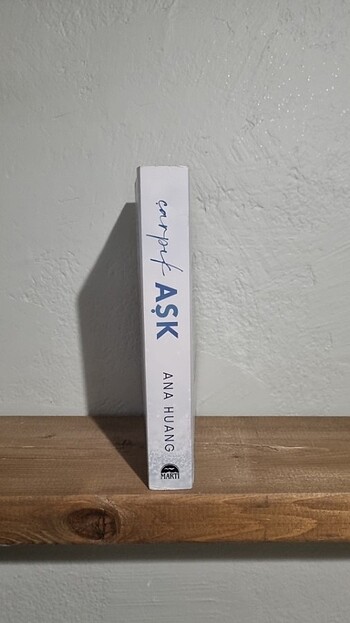 çarpık
AŞK
ANA HUANG
MARTI